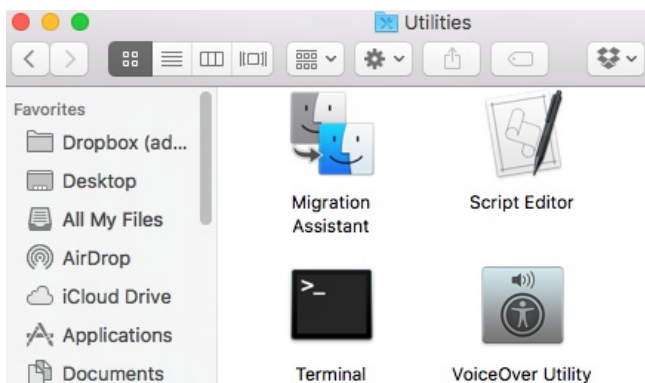 Utilities
Favorites
Dropbox (ad...
Desktop
All My Files
AirDrop
iCloud Drive
Applications
Documents
Migration
Assistant
Script Editor
>_
Terminal
VoiceOver Utility